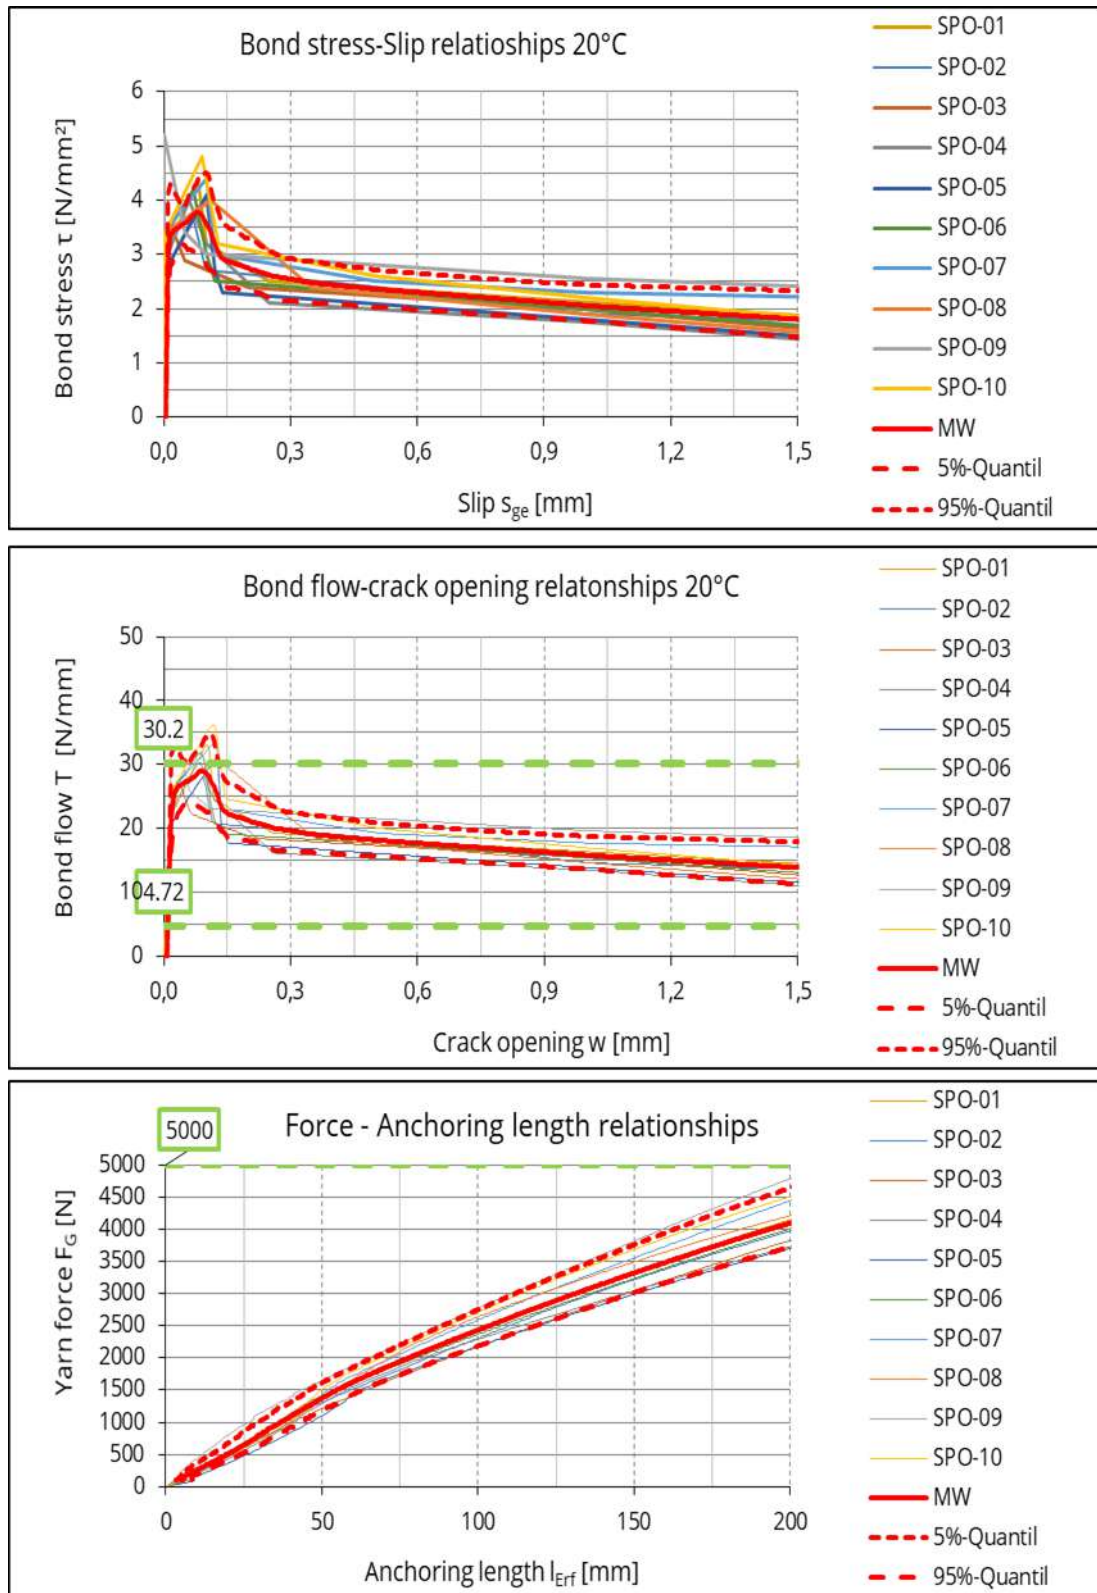 Bond stress-Slip relatioships 20°C
Bond stress τ [N/mm²]
6
5
4
3
2
1
0
0,0 0,3 0,6 0,9 1,2 1,5
Slip sge [mm]
SPO-01
SPO-02
SPO-03
SPO-04
SPO-05
SPO-06
SPO-07
SPO-08
SPO-09
SPO-10
MW
5%-Quantil
95%-Quantil
Bond flow-crack opening relatonships 20°C
Bond flow T [N/mm]
50
40
30.2
30
20
104.72
0
0,0 0,3 0,6 0,9 1,2 1,5
Crack opening w [mm]
SPO-01
SPO-02
SPO-03
SPO-04
SPO-05
SPO-06
SPO-07
SPO-08
SPO-09
SPO-10
MW
5%-Quantil
95%-Quantil
5000
Force - Anchoring length relationships
Yarn force FG [N]
5000
4500
4000
3500
3000
2500
2000
1500
1000
500
0
0 50 100 150 200
Anchoring length lErf [mm]
SPO-01
SPO-02
SPO-03
SPO-04
SPO-05
SPO-06
SPO-07
SPO-08
SPO-09
SPO-10
MW
5%-Quantil
95%-Quantil